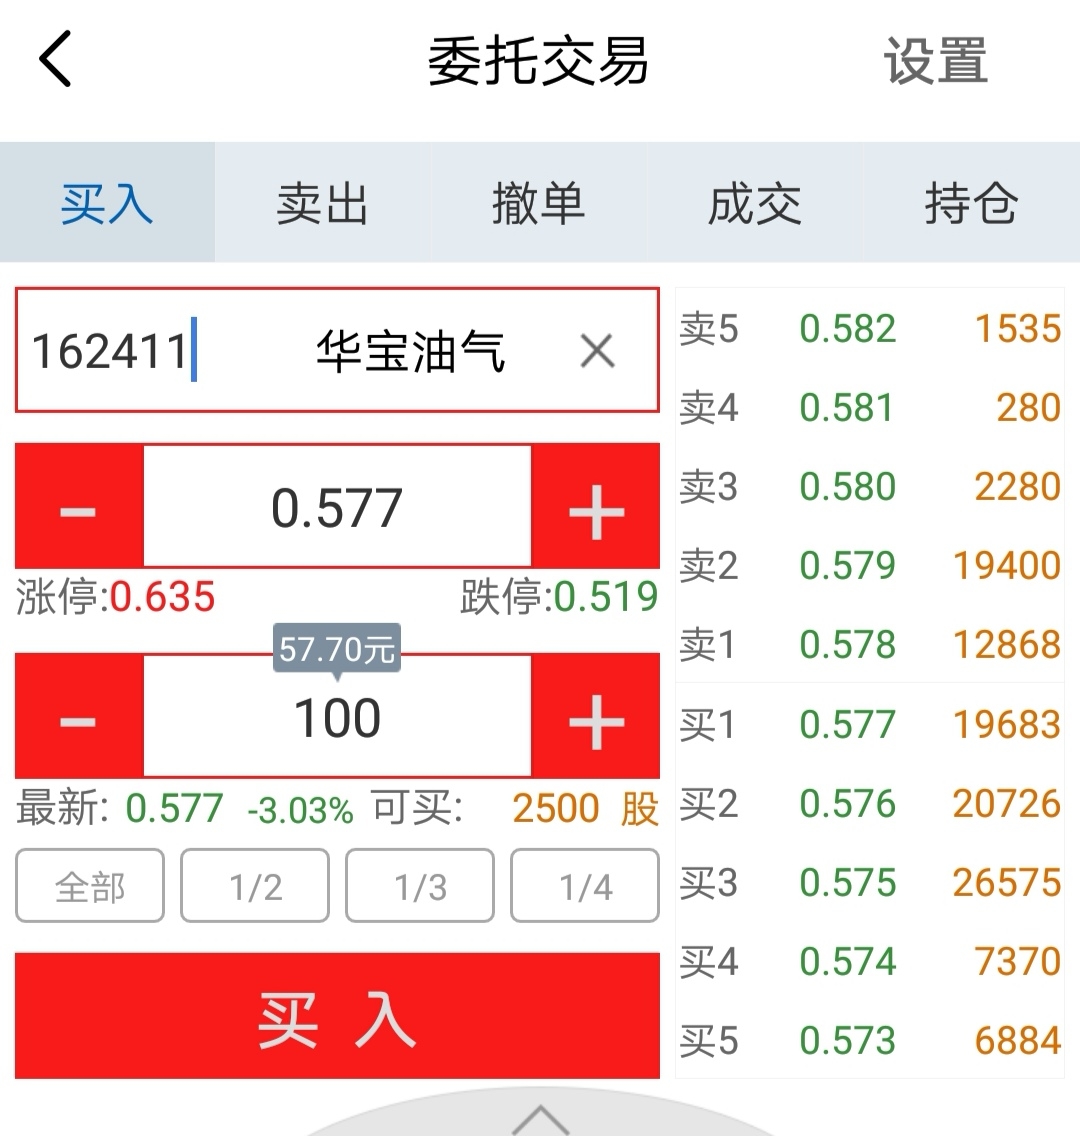 委托交易 设置
买入 卖出 撤单 成交 持仓
162411 华宝油气
0.577
涨停:0.635 跌停:0.519
57.70元
100
最新: 0.577 -3.03% 可买: 2500 股
全部 1/2 1/3 1/4
买 入
卖5 0.582 1535
卖4 0.581 280
卖3 0.580 2280
卖2 0.579 19400
卖1 0.578 12868
买1 0.577 19683
买2 0.576 20726
买3 0.575 26575
买4 0.574 7370
买5 0.573 6884